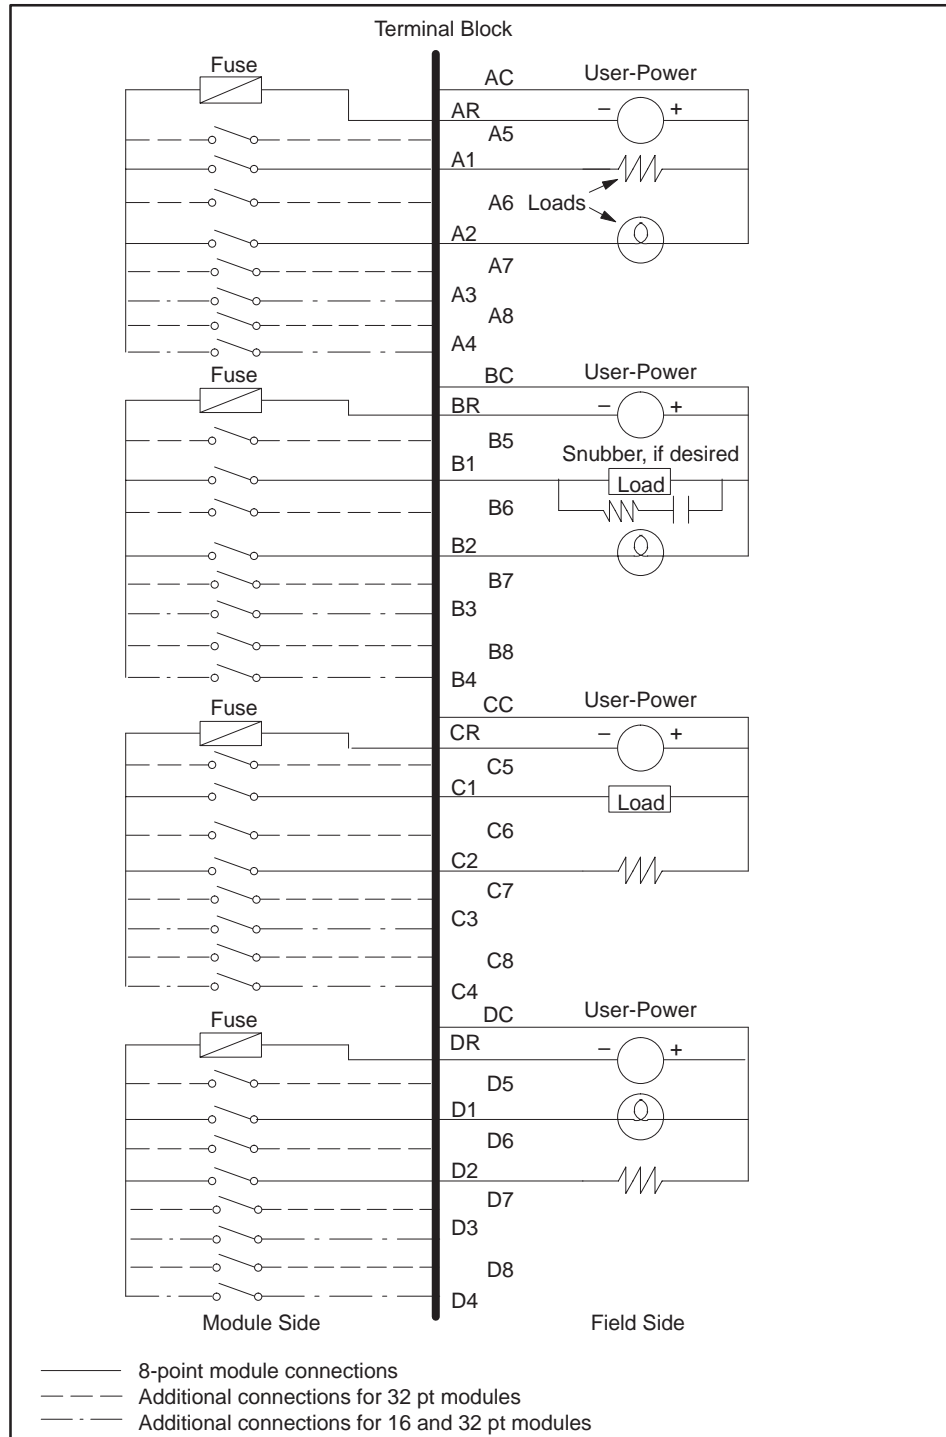 Terminal Block
Fuse
AC
User-Power
AR
– +
A5
A1
A6 Loads
A2
A7
A3
A8
A4
Fuse
BC
User-Power
BR
– +
B5
Snubber, if desired
B1
Load
B6
B2
B7
B3
B8
B4
Fuse
CC
User-Power
CR
– +
C5
C1
Load
C6
C2
C7
C3
C8
C4
Fuse
DC
User-Power
DR
– +
D5
D1
D6
D2
D7
D3
D8
D4
Module Side
Field Side
8-point module connections
Additional connections for 32 pt modules
Additional connections for 16 and 32 pt modules